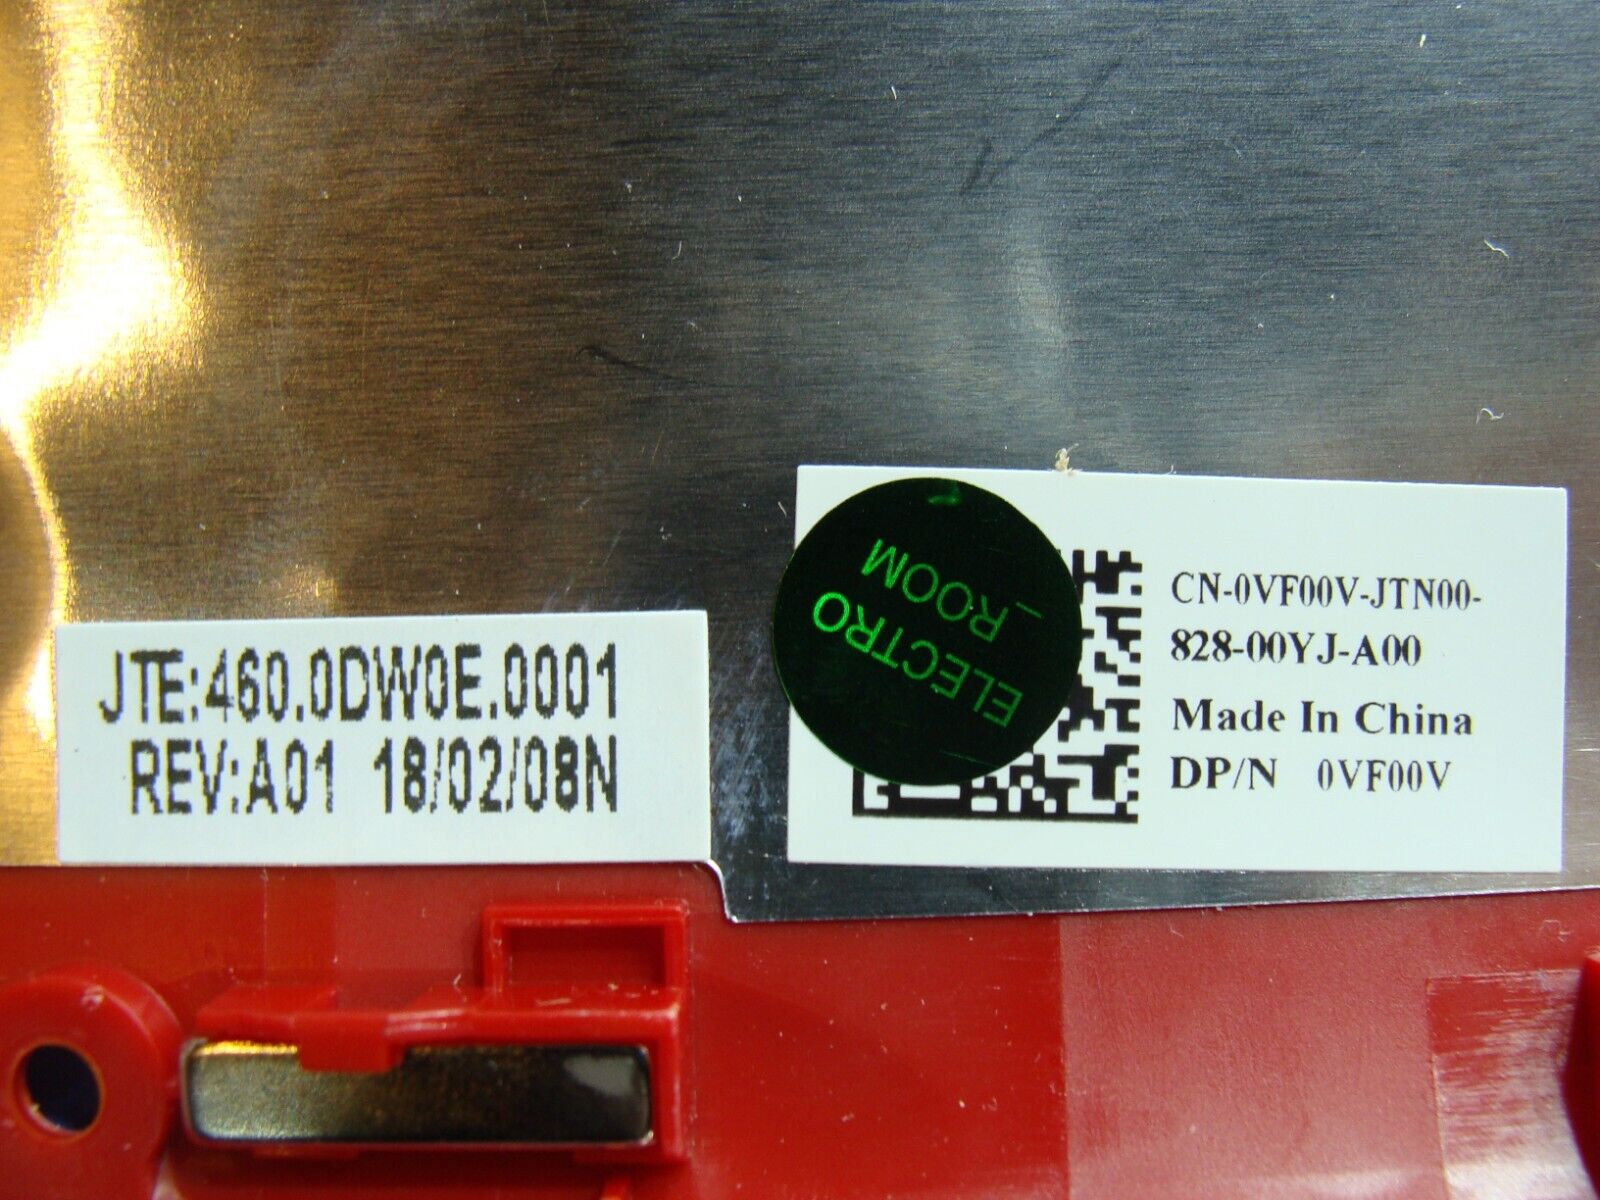 JTE:460.0DW0E.0001
REV:A01 18/02/08N
ELECTRO
_ROOM
CN-0VF00V-JTN00-
828-00YJ-A00
Made In China
DP/N 0VF00V